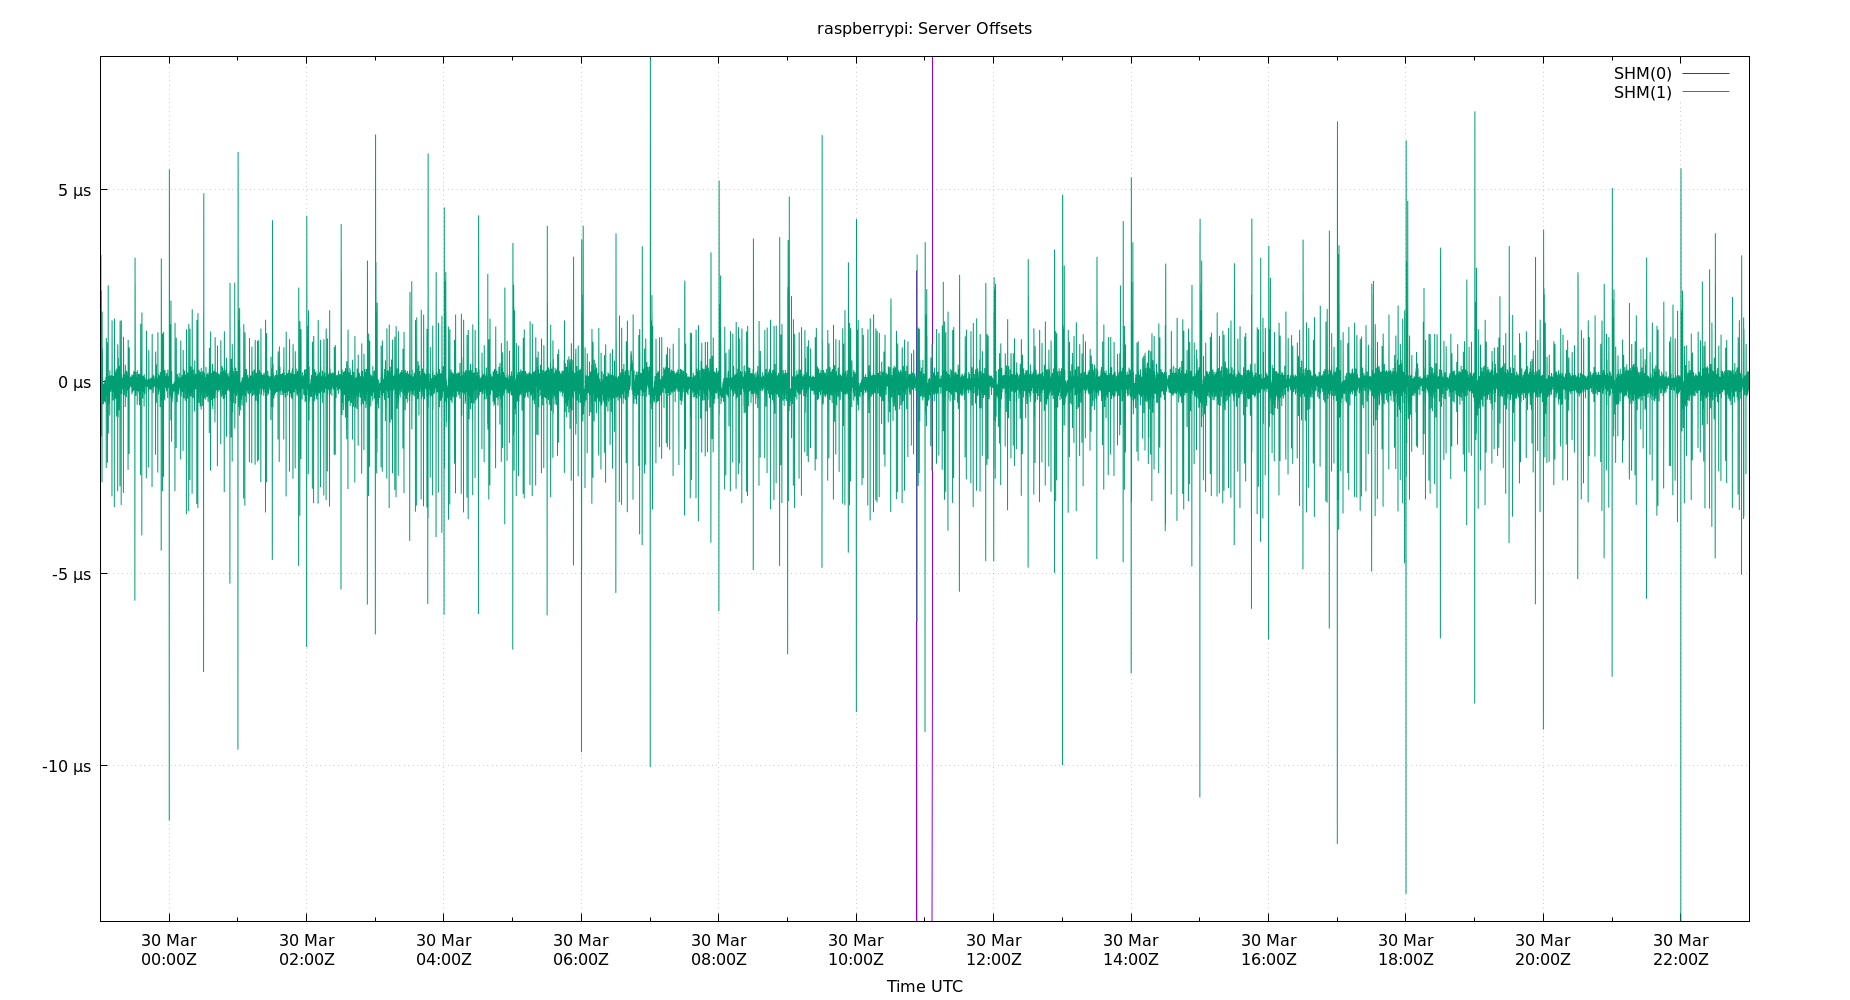 raspberrypi: Server Offsets
SHM(0)
SHM(1)
5 µs
0 µs
-5 µs
-10 µs
30 Mar 30 Mar 30 Mar 30 Mar 30 Mar 30 Mar 30 Mar 30 Mar 30 Mar 30 Mar 30 Mar 30 Mar
00:00Z 02:00Z 04:00Z 06:00Z 08:00Z 10:00Z 12:00Z 14:00Z 16:00Z 18:00Z 20:00Z 22:00Z
Time UTC